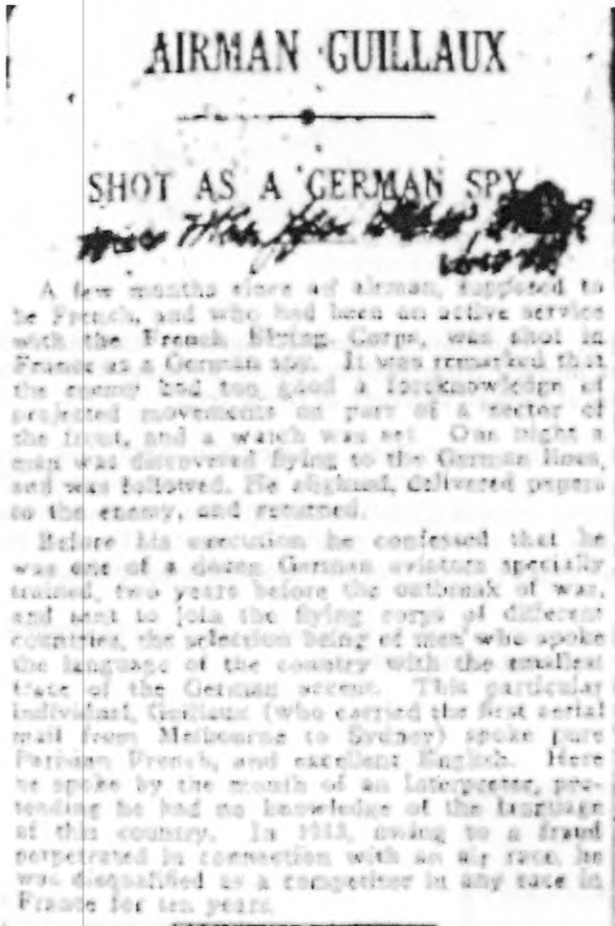 AIRMAN GUILLAUX
SHOT AS A GERMAN SPY
A few months since an airman, supposed to
be French, and who had been on active service
with the French Flying Corps, was shot in
France as a German spy. It was remarked that
the enemy had too good a foreknowledge of
projected movements on part of a sector of
the front, and a watch was set. One night a
man was discovered flying to the German lines,
and was followed. He alighted, delivered papers
to the enemy, and returned.
Before his execution he confessed that he
was one of a dozen German aviators specially
trained, two years before the outbreak of war,
and sent to join the flying corps of different
countries, the selection being of men who spoke
the language of the country with the smallest
trace of the German accent. This particular
individual, Guillaux (who carried the first aerial
mail from Melbourne to Sydney) spoke pure
Parisian French, and excellent English. Here
he spoke by the mouth of an interpreter, pre-
tending he had no knowledge of the language
of this country. In 1913, owing to a fraud
perpetrated in connection with an air race, he
was disqualified as a competitor in any race in
France for ten years.